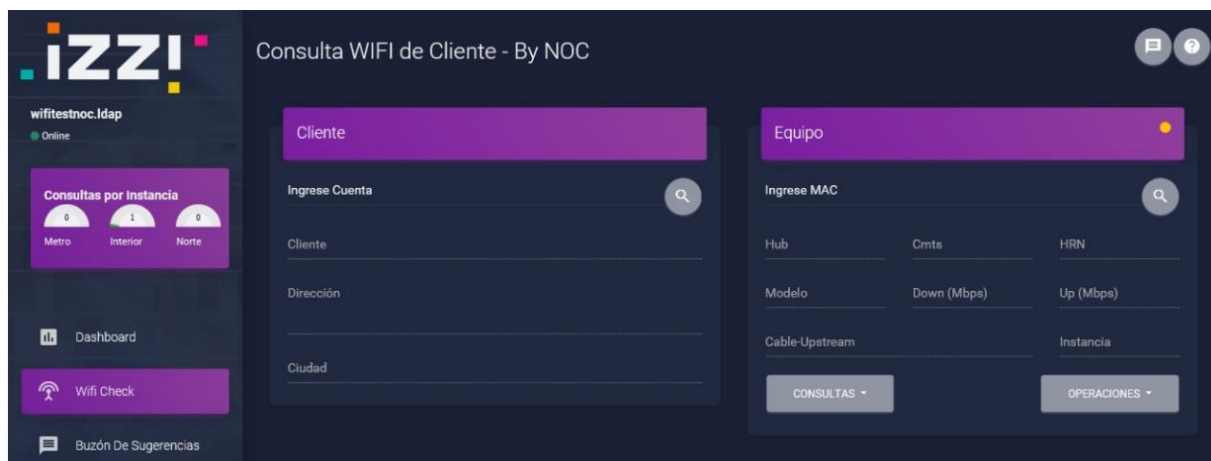 izzi
wifitestnoc.ldap
Online
Consultas por Instancia
0 1 0
Metro Interior Norte
Dashboard
Wifi Check
Buzón De Sugerencias
Consulta WIFI de Cliente - By NOC
Cliente
Ingrese Cuenta
Cliente
Dirección
Ciudad
Equipo
Ingrese MAC
Hub Cmts HRN
Modelo Down (Mbps) Up (Mbps)
Cable-Upstream Instancia
CONSULTAS OPERACIONES